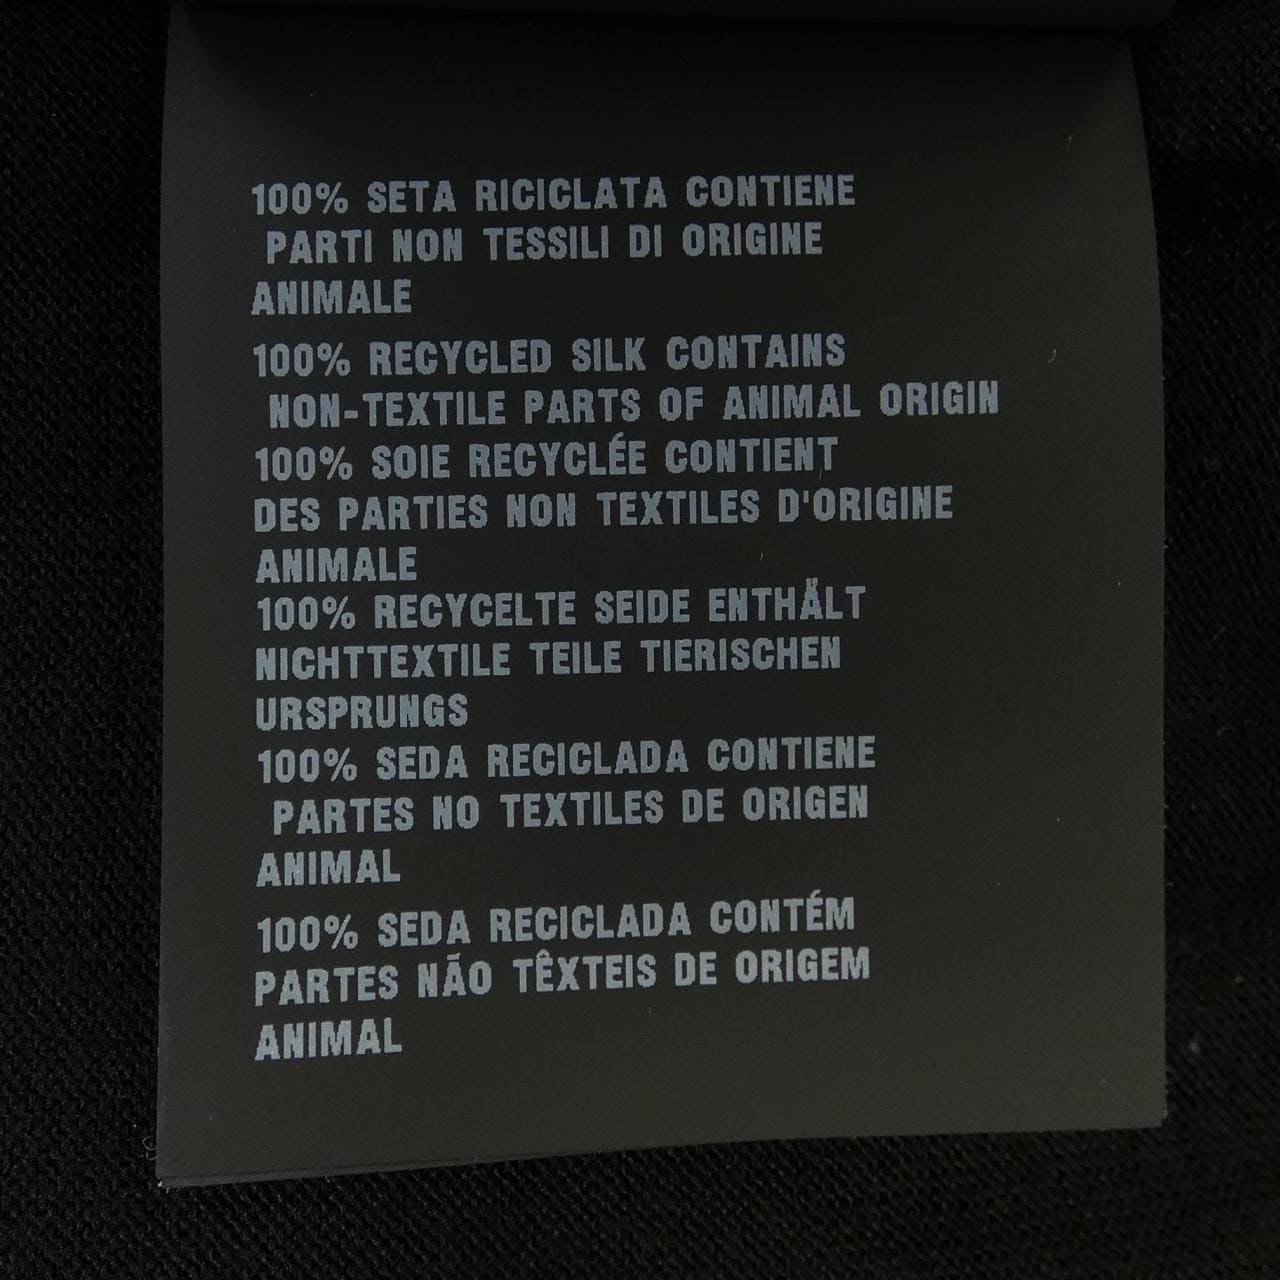 100% SETA RICICLATA CONTIENE
PARTI NON TESSILI DI ORIGINE
ANIMALE
100% RECYCLED SILK CONTAINS
NON-TEXTILE PARTS OF ANIMAL ORIGIN
100% SOIE RECYCLÉE CONTIENT
DES PARTIES NON TEXTILES D'ORIGINE
ANIMALE
100% RECYCELTE SEIDE ENTHÄLT
NICHTTEXTILE TEILE TIERISCHEN
URSPRUNGS
100% SEDA RECICLADA CONTIENE
PARTES NO TEXTILES DE ORIGEN
ANIMAL
100% SEDA RECICLADA CONTÉM
PARTES NÃO TÊXTEIS DE ORIGEM
ANIMAL